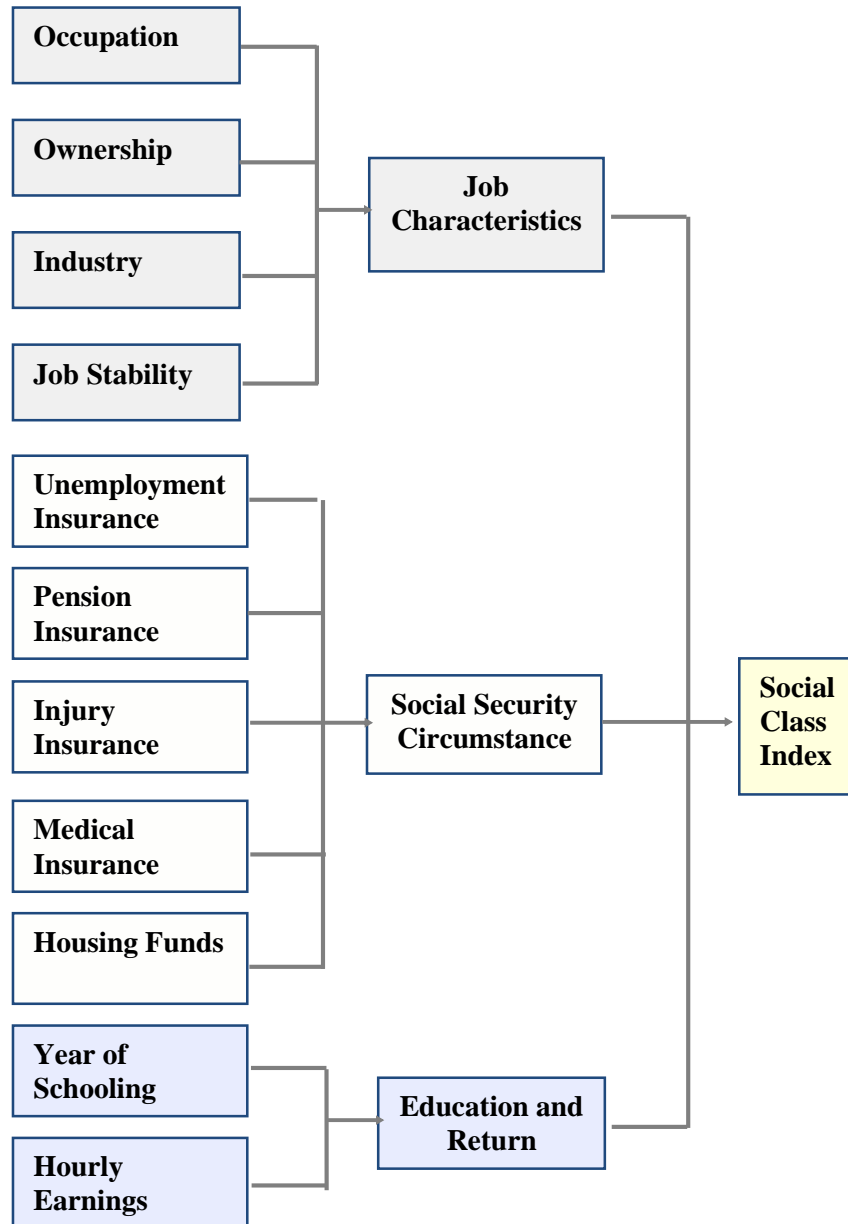 Occupation
Ownership
Industry
Job Stability
Job
Characteristics
Unemployment
Insurance
Pension
Insurance
Injury
Insurance
Medical
Insurance
Housing Funds
Social Security
Circumstance
Year of
Schooling
Hourly
Earnings
Education and
Return
Social
Class
Index